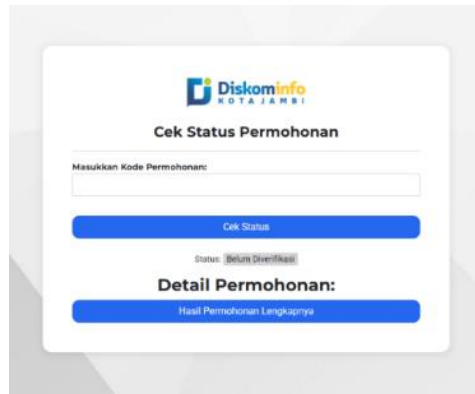 Diskominfo
KOTA JAMBI
Cek Status Permohonan
Masukkan Kode Permohonan:
Cek Status
Status: Belum Diverifikasi
Detail Permohonan:
Hasil Permohonan Lengkapnya